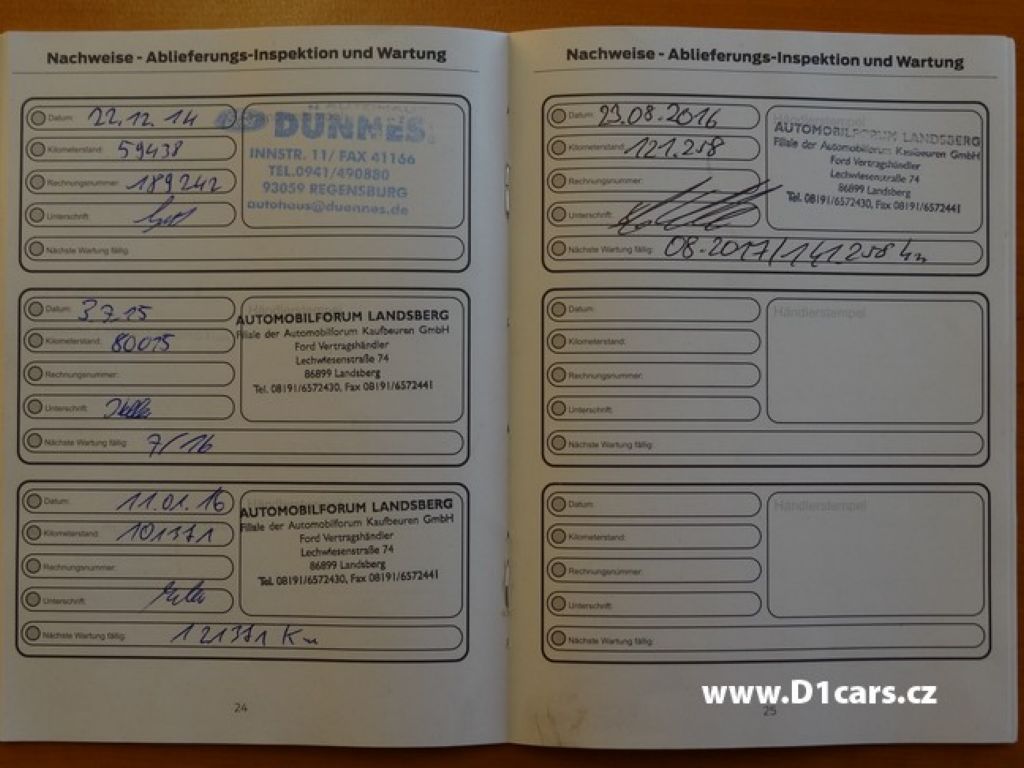 Nachweise - Ablieferungs-Inspektion und Wartung
Datum: 22.12.14
Kilometerstand: 59438
Rechnungsnummer: 189242
Unterschrift:
Nächste Wartung fällig:
DÜNNES
INNSTR. 11/ FAX 41166
TEL.0941/490880
93059 REGENSBURG
autohaus@duennes.de
Datum: 3.7.15
Kilometerstand: 80015
Rechnungsnummer:
Unterschrift:
Nächste Wartung fällig: 7/16
AUTOMOBILFORUM LANDSBERG
Filiale der Automobilforum Kaufbeuren GmbH
Ford Vertragshändler
Lechwiesenstraße 74
86899 Landsberg
Tel. 08191/6572430, Fax 08191/6572441
Datum: 11.01.16
Kilometerstand: 101371
Rechnungsnummer:
Unterschrift:
Nächste Wartung fällig: 121371 Km
AUTOMOBILFORUM LANDSBERG
Filiale der Automobilforum Kaufbeuren GmbH
Ford Vertragshändler
Lechwiesenstraße 74
86899 Landsberg
Tel. 08191/6572430, Fax 08191/6572441
24
Nachweise - Ablieferungs-Inspektion und Wartung
Datum: 23.08.2016
Kilometerstand: 121.258
Rechnungsnummer:
Unterschrift:
Nächste Wartung fällig: 08-2017/141.258 km
AUTOMOBILFORUM LANDSBERG
Filiale der Automobilforum Kaufbeuren GmbH
Ford Vertragshändler
Lechwiesenstraße 74
86899 Landsberg
Tel. 08191/6572430, Fax 08191/6572441
Datum:
Kilometerstand:
Rechnungsnummer:
Unterschrift:
Nächste Wartung fällig:
Händlerstempel
Datum:
Kilometerstand:
Rechnungsnummer:
Unterschrift:
Nächste Wartung fällig:
Händlerstempel
25
www.D1cars.cz